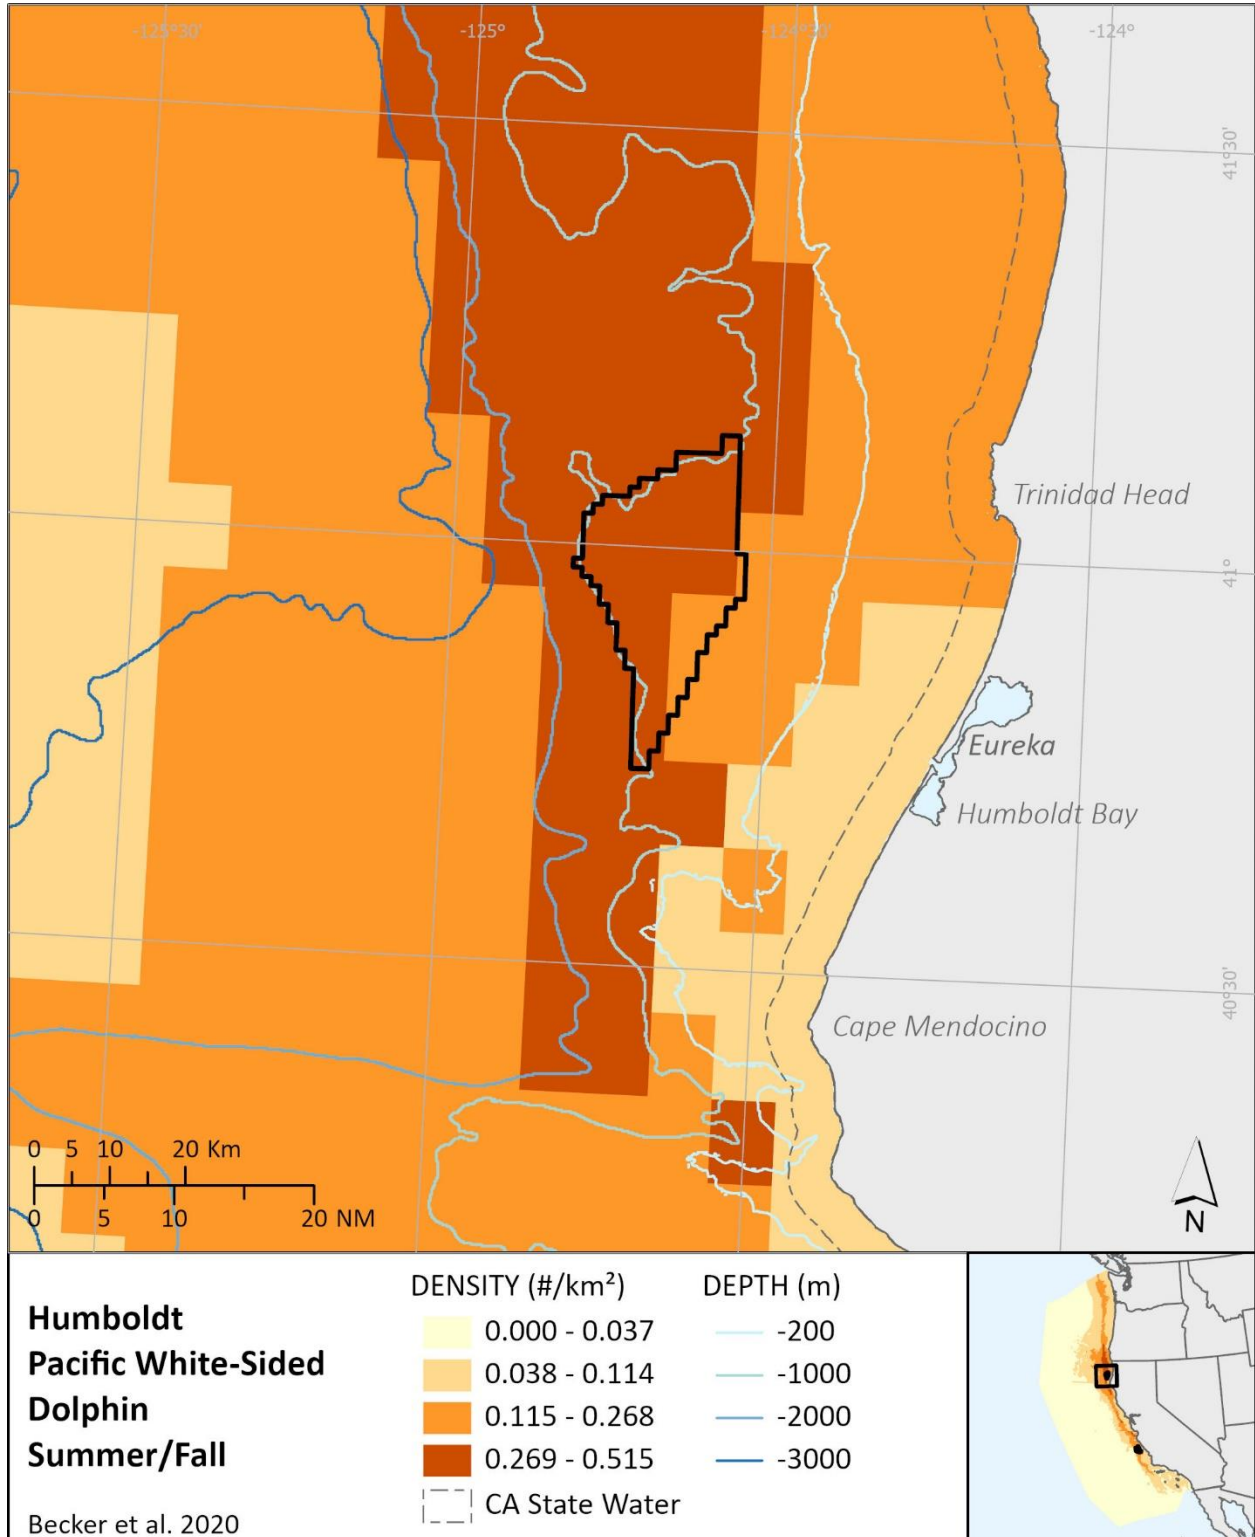 -125°30'
-125°
-124°30'
-124°
41°30'
Trinidad Head
41°
Eureka
Humboldt Bay
40°30'
Cape Mendocino
0 5 10 20 Km
0 5 10 20 NM
N
Humboldt
Pacific White-Sided
Dolphin
Summer/Fall
Becker et al. 2020
DENSITY (#/km²)
0.000 - 0.037
0.038 - 0.114
0.115 - 0.268
0.269 - 0.515
CA State Water
DEPTH (m)
-200
-1000
-2000
-3000